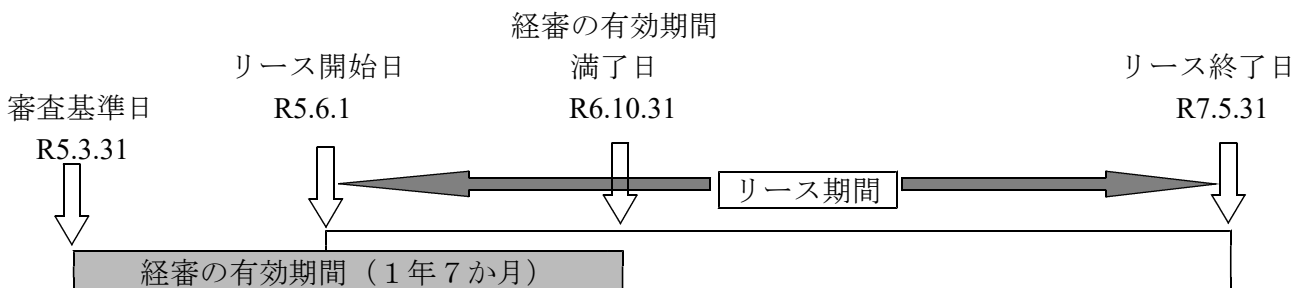 経審の有効期間
満了日
R6.10.31
リース開始日
R5.6.1
リース終了日
R7.5.31
審査基準日
R5.3.31
リース期間
経審の有効期間（１年７か月）